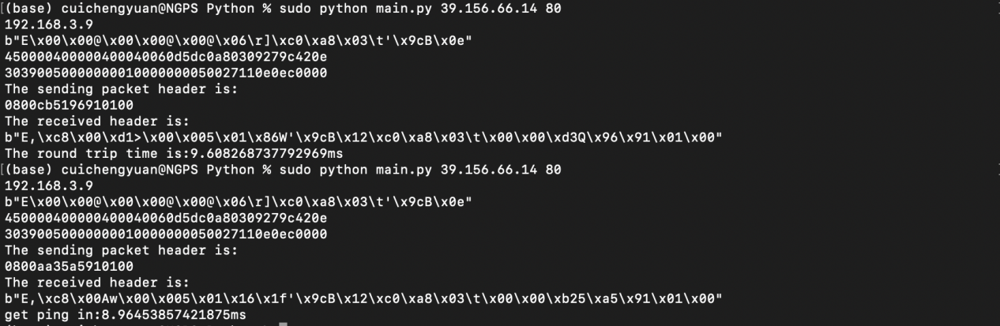 (base) cuichengyuan@NGPS Python % sudo python main.py 39.156.66.14 80
192.168.3.9
b"E\x00\x00@\x00\x00@\x00@\x06\r]\xc0\xa8\x03\t'\x9cB\x0e"
450000400000400040060d5dc0a80309279c420e
3039005000000001000000005002711 0e0ec0000
The sending packet header is:
0800cb5196910100
The received header is:
b"E,\xc8\x00\xd1>\x00\x005\x01\x86W'\x9cB\x12\xc0\xa8\x03\t\x00\x00\xd3Q\x96\x91\x01\x00"
The round trip time is:9.608268737792969ms
(base) cuichengyuan@NGPS Python % sudo python main.py 39.156.66.14 80
192.168.3.9
b"E\x00\x00@\x00\x00@\x00@\x06\r]\xc0\xa8\x03\t'\x9cB\x0e"
450000400000400040060d5dc0a80309279c420e
30390050000000010000000050027110e0ec0000
The sending packet header is:
0800aa35a5910100
The received header is:
b"E,\xc8\x00Aw\x00\x005\x01\x16\x1f'\x9cB\x12\xc0\xa8\x03\t\x00\x00\xb25\xa5\x91\x01\x00"
get ping in:8.96453857421875ms